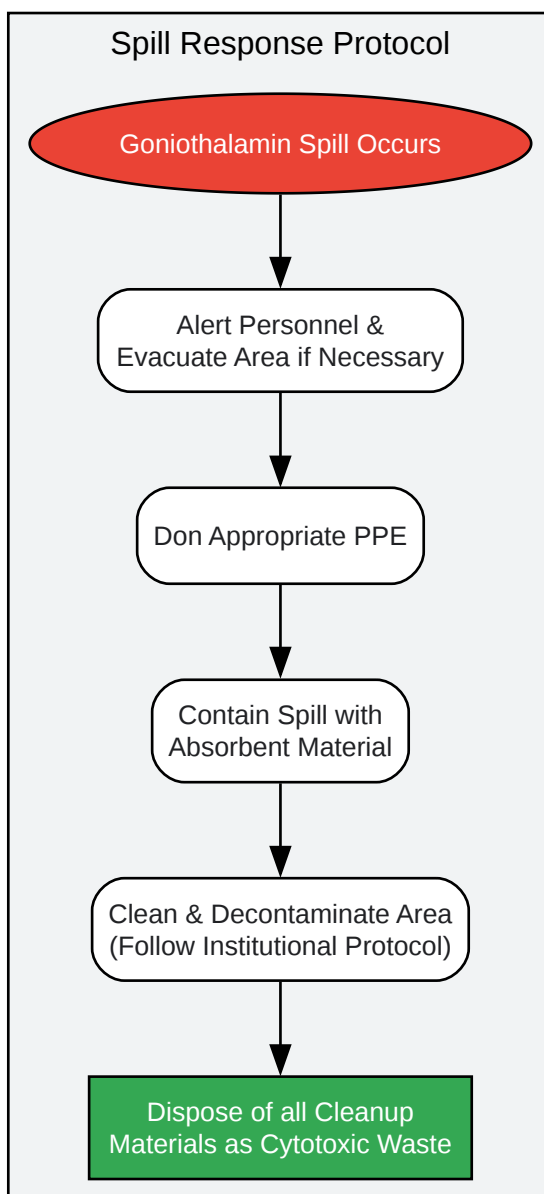 Spill Response Protocol
Goniothalamin Spill Occurs
Alert Personnel &
Evacuate Area if Necessary
Don Appropriate PPE
Contain Spill with
Absorbent Material
Clean & Decontaminate Area
(Follow Institutional Protocol)
Dispose of all Cleanup
Materials as Cytotoxic Waste